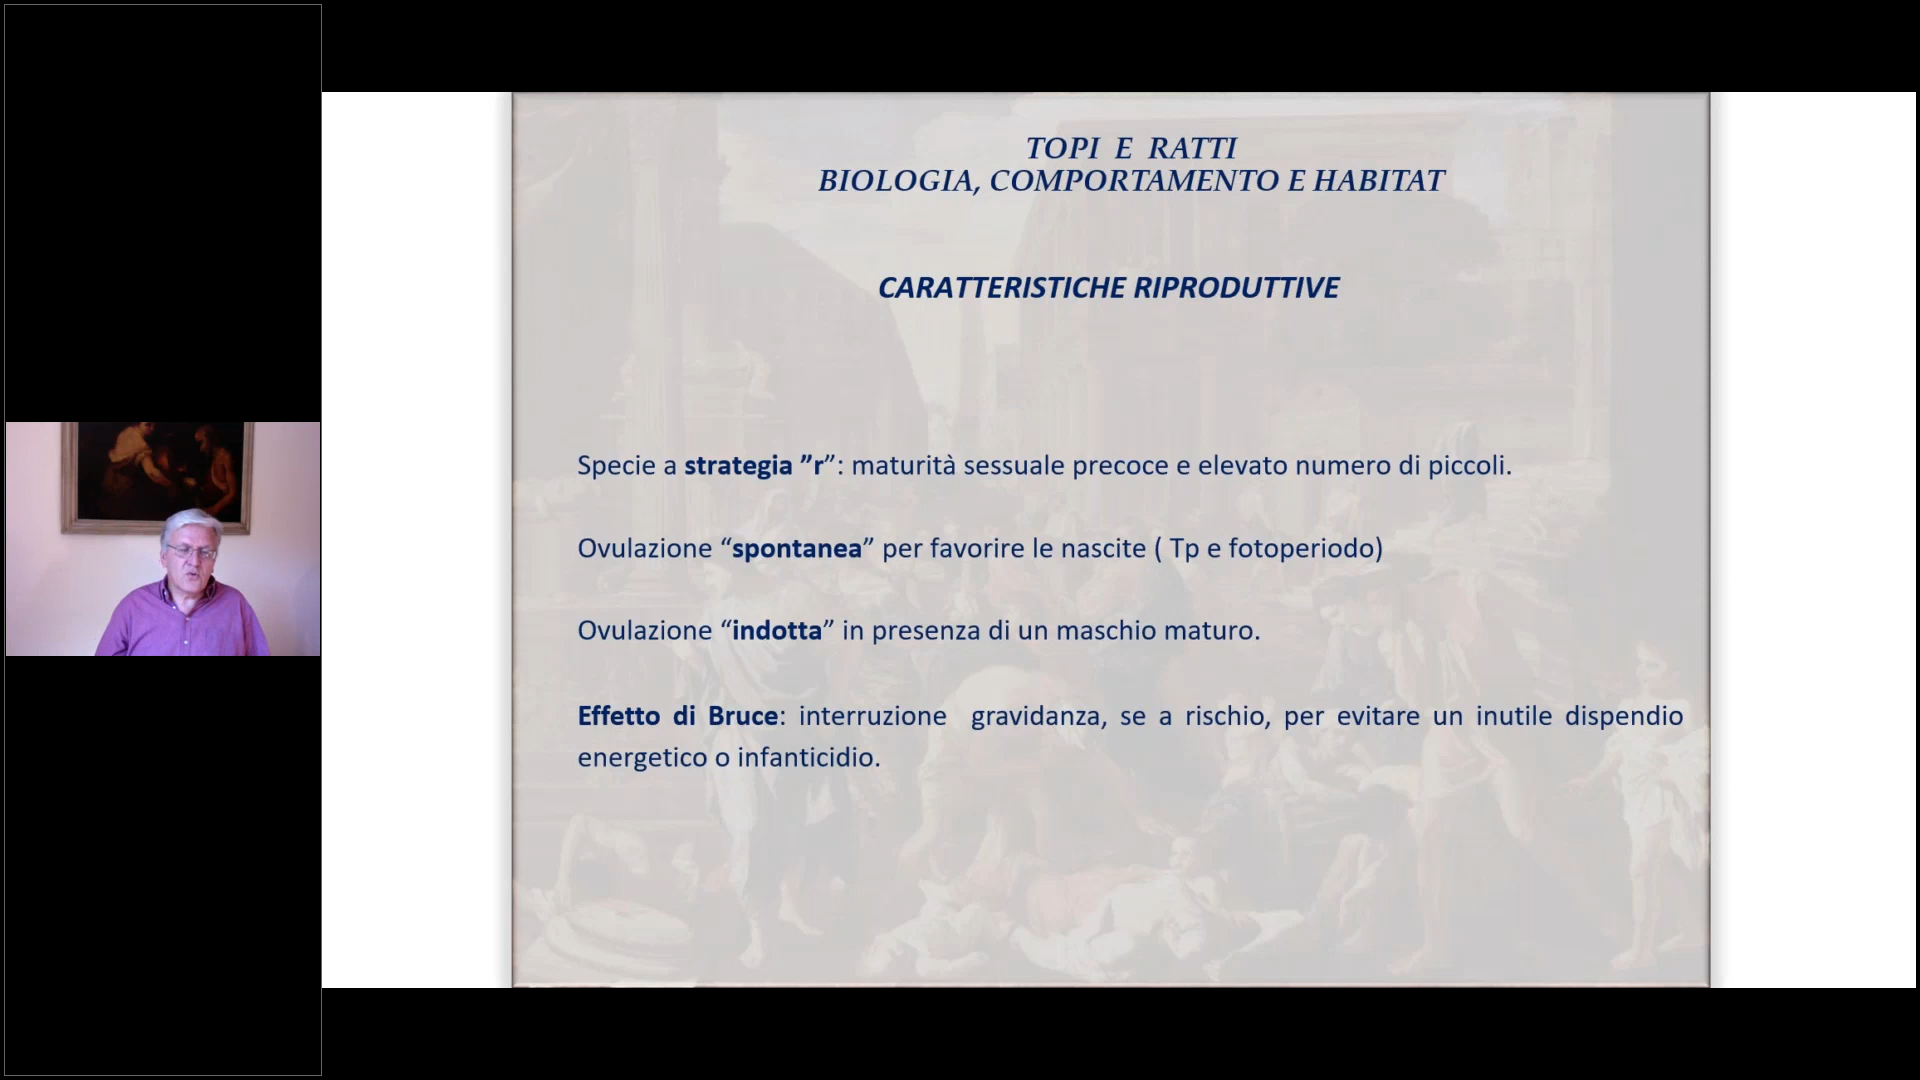 TOPI E RATTI
BIOLOGIA, COMPORTAMENTO E HABITAT
CARATTERISTICHE RIPRODUTTIVE
Specie a strategia ”r”: maturità sessuale precoce e elevato numero di piccoli.
Ovulazione “spontanea” per favorire le nascite ( Tp e fotoperiodo)
Ovulazione “indotta” in presenza di un maschio maturo.
Effetto di Bruce: interruzione gravidanza, se a rischio, per evitare un inutile dispendio
energetico o infanticidio.